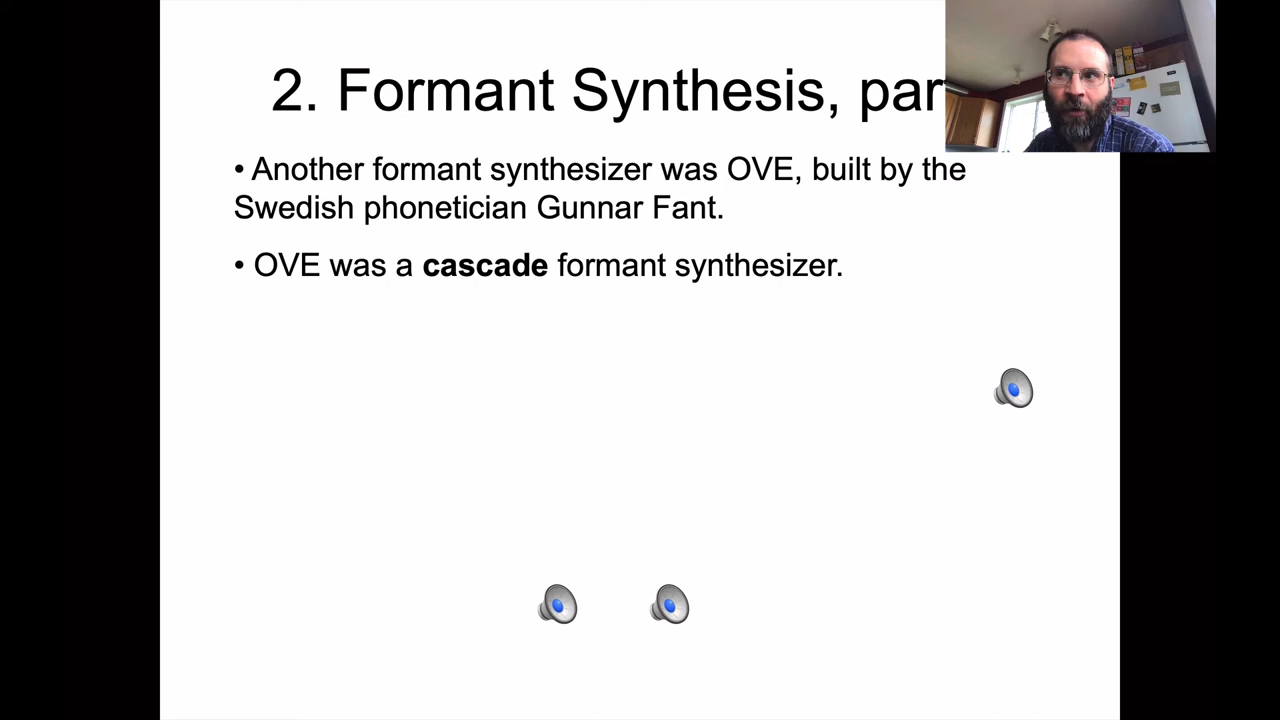 2. Formant Synthesis, par
• Another formant synthesizer was OVE, built by the
Swedish phonetician Gunnar Fant.
• OVE was a cascade formant synthesizer.